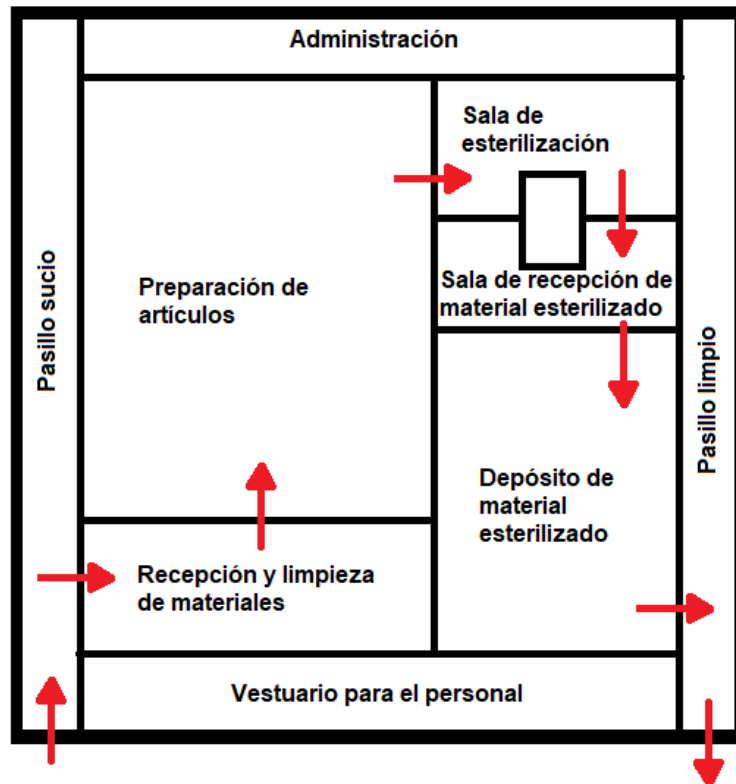 Administración
Sala de
esterilización
Pasillo sucio
Preparación de
artículos
Sala de recepción de
material esterilizado
Pasillo limpio
Depósito de
material
esterilizado
Recepción y limpieza
de materiales
Vestuario para el personal